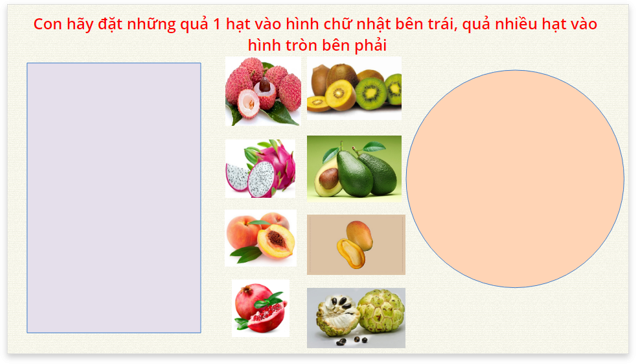 Con hãy đặt những quả 1 hạt vào hình chữ nhật bên trái, quả nhiều hạt vào
hình tròn bên phải